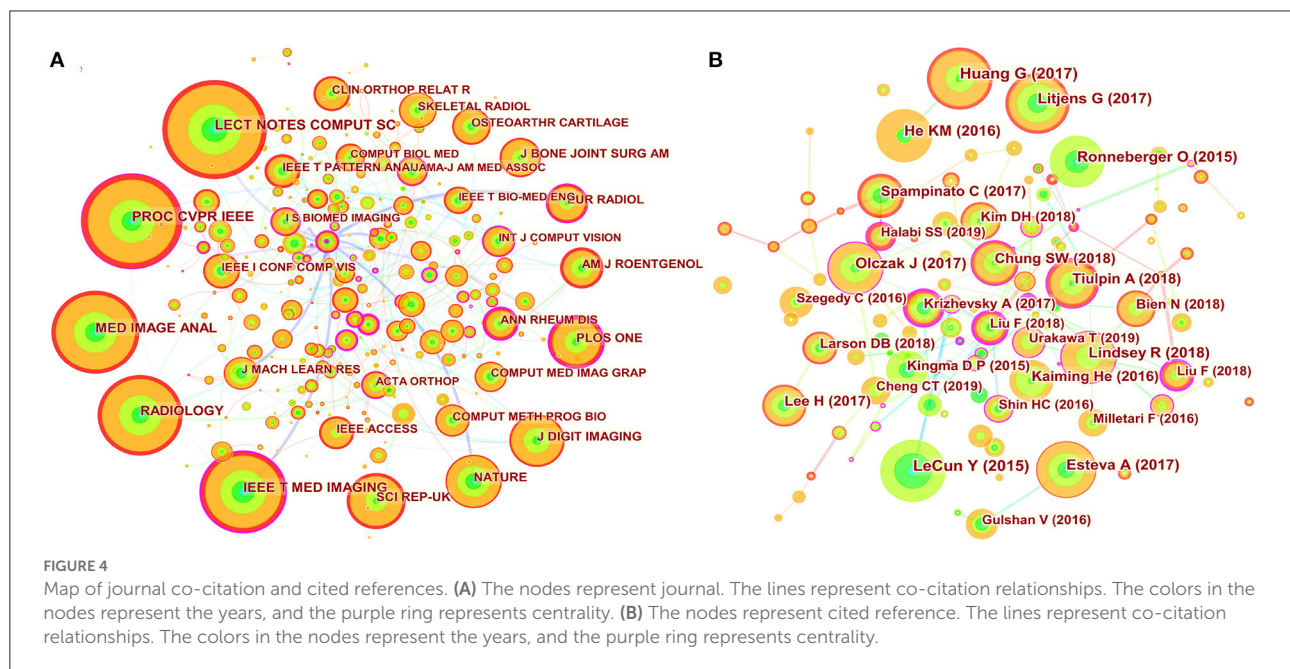 A
B
CLIN ORTHOP RELAT R
SKELETAL RADIOL
LECT NOTES COMPUT SC
OSTEOARTHR CARTILAGE
COMPUT BIOL MED
J BONE JOINT SURG AM
IEEE T PATTERN ANAL
JAMA-J AM MED ASSOC
IEEE T BIO-MED ENG
EUR RADIOL
PROC CVPR IEEE
I S BIOMED IMAGING
INT J COMPUT VISION
IEEE I CONF COMP VIS
AM J ROENTGENOL
ANN RHEUM DIS
MED IMAGE ANAL
PLOS ONE
J MACH LEARN RES
COMPUT MED IMAG GRAP
ACTA ORTHOP
RADIOLOGY
COMPUT METH PROG BIO
IEEE ACCESS
J DIGIT IMAGING
NATURE
IEEE T MED IMAGING
SCI REP-UK
Huang G (2017)
Litjens G (2017)
He KM (2016)
Ronneberger O (2015)
Spampinato C (2017)
Kim DH (2018)
Halabi SS (2019)
Chung SW (2018)
Olczak J (2017)
Tiulpin A (2018)
Szegedy C (2016)
Krizhevsky A (2017)
Bien N (2018)
Liu F (2018)
Urakawa T (2019)
Larson DB (2018)
Lindsey R (2018)
Kingma D P (2015)
Kaiming He (2016)
Liu F (2018)
Cheng CT (2019)
Lee H (2017)
Shin HC (2016)
Milletari F (2016)
LeCun Y (2015)
Esteva A (2017)
Gulshan V (2016)
FIGURE 4
Map of journal co-citation and cited references. (A) The nodes represent journal. The lines represent co-citation relationships. The colors in the
nodes represent the years, and the purple ring represents centrality. (B) The nodes represent cited reference. The lines represent co-citation
relationships. The colors in the nodes represent the years, and the purple ring represents centrality.